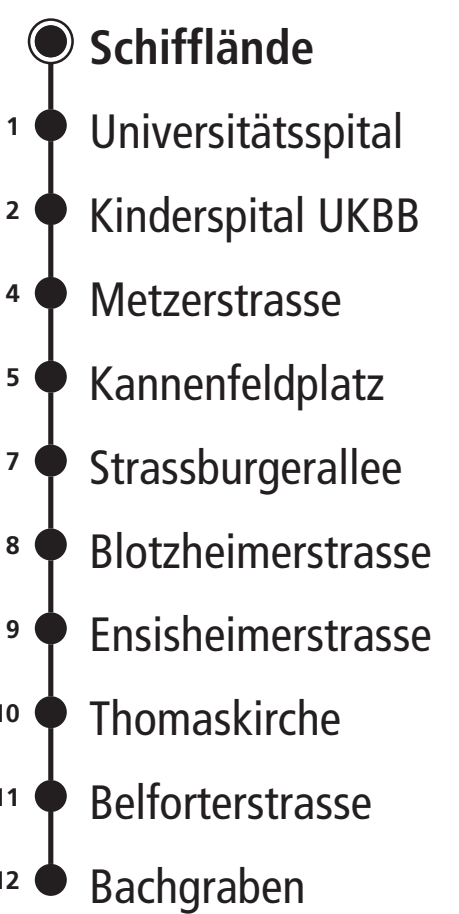 Schifflände
1 Universitätsspital
2 Kinderspital UKBB
4 Metzerstrasse
5 Kannenfeldplatz
7 Strassburgerallee
8 Blotzheimerstrasse
9 Ensisheimerstrasse
10 Thomaskirche
11 Belforterstrasse
12 Bachgraben